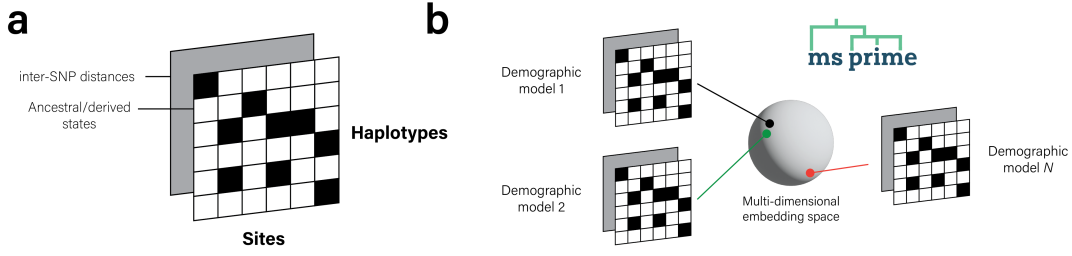 a
inter-SNP distances
Ancestral/derived
states
Haplotypes
Sites
b
ms prime
Demographic
model 1
Demographic
model 2
Multi-dimensional
embedding space
Demographic
model N